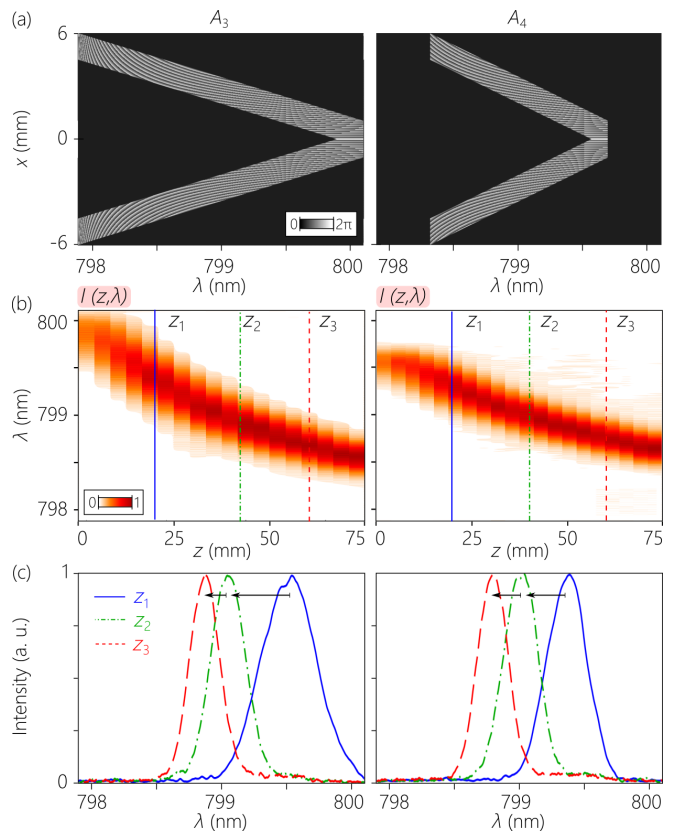 (a) A₃ A₄
6
0
-6
x (mm)
0 2π
798 799 800 798 799 800
λ (nm) λ (nm)
(b) I (z,λ) I (z,λ)
800
799
798
λ (nm)
Z₁ Z₂ Z₃ Z₁ Z₂ Z₃
0 1
0 25 50 75 0 25 50 75
z (mm) z (mm)
(c)
1
0
Intensity (a. u.)
Z₁
Z₂
Z₃
798 799 800 798 799 800
λ (nm) λ (nm)